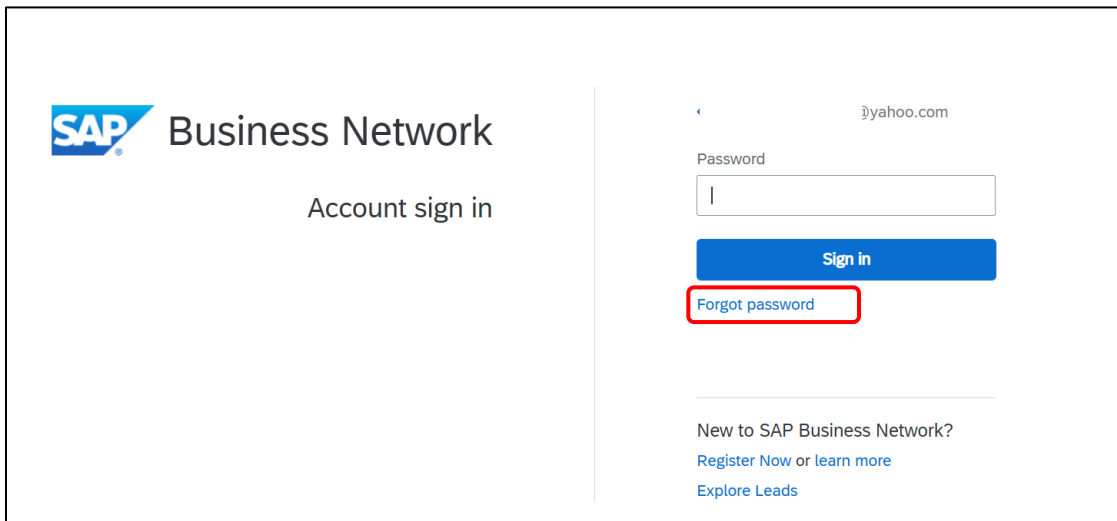 SAP Business Network
Account sign in
@yahoo.com
Password
Sign in
Forgot password
New to SAP Business Network?
Register Now or learn more
Explore Leads